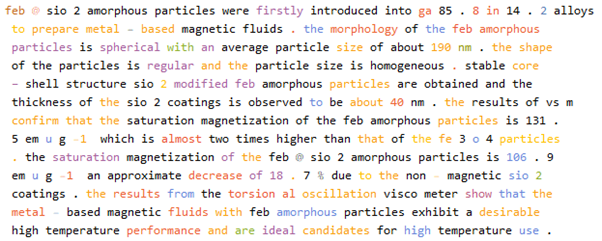 feb @ sio 2 amorphous particles were firstly introduced into ga 85 . 8 in 14 . 2 alloys
to prepare metal – based magnetic fluids . the morphology of the feb amorphous
particles is spherical with an average particle size of about 190 nm . the shape
of the particles is regular and the particle size is homogeneous . stable core
– shell structure sio 2 modified feb amorphous particles are obtained and the
thickness of the sio 2 coatings is observed to be about 40 nm . the results of vs m
confirm that the saturation magnetization of the feb amorphous particles is 131 .
5 em u g -1 which is almost two times higher than that of the fe 3 o 4 particles
. the saturation magnetization of the feb @ sio 2 amorphous particles is 106 . 9
em u g -1 an approximate decrease of 18 . 7 % due to the non – magnetic sio 2
coatings . the results from the torsion al oscillation visco meter show that the
metal – based magnetic fluids with feb amorphous particles exhibit a desirable
high temperature performance and are ideal candidates for high temperature use .